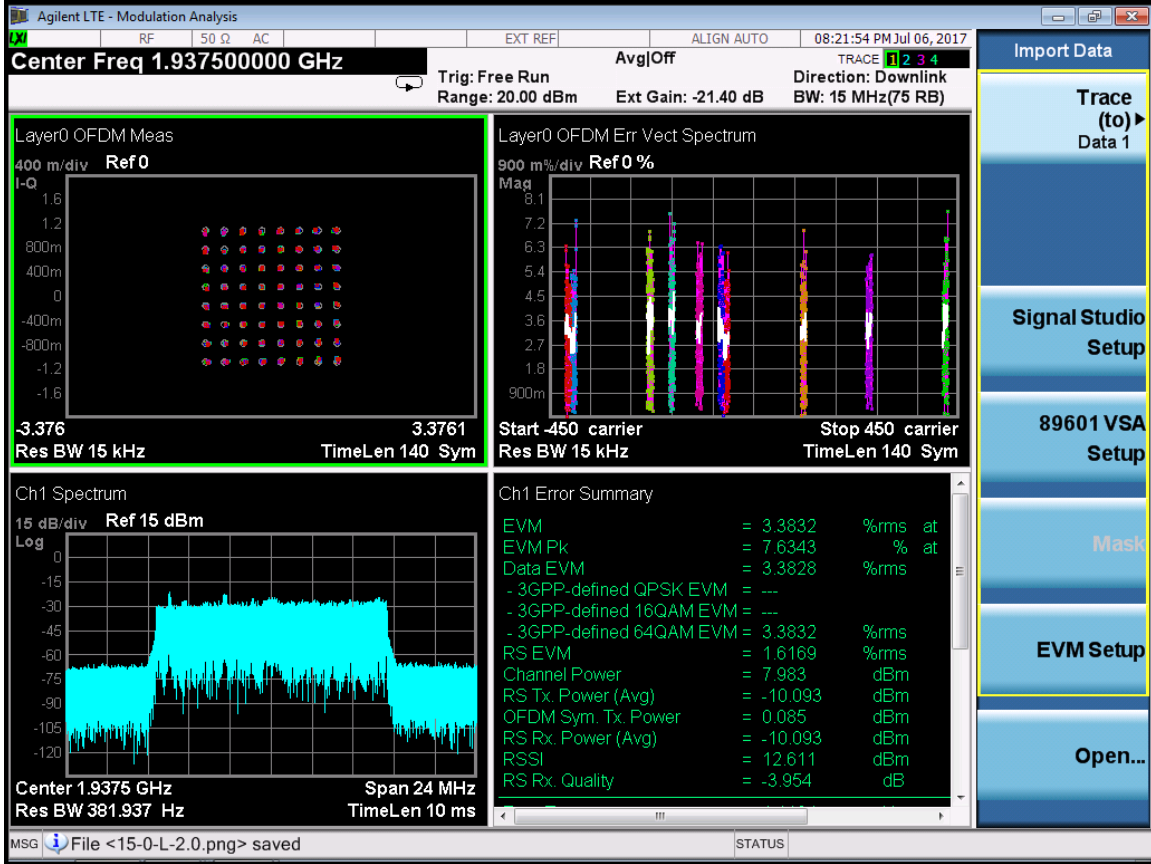 Agilent LTE - Modulation Analysis
LXI RF 50 Ω AC EXT REF ALIGN AUTO 08:21:54 PM Jul 06, 2017
Center Freq 1.937500000 GHz
Avg|Off
TRACE 1 2 3 4
Trig: Free Run
Direction: Downlink
Range: 20.00 dBm Ext Gain: -21.40 dB BW: 15 MHz(75 RB)
Layer0 OFDM Meas
400 m/div Ref 0
I-Q
1.6
1.2
800m
400m
0
-400m
-800m
-1.2
-1.6
-3.376 3.3761
Res BW 15 kHz TimeLen 140 Sym
Layer0 OFDM Err Vect Spectrum
900 m%/div Ref 0 %
Mag
8.1
7.2
6.3
5.4
4.5
3.6
2.7
1.8
900m
Start -450 carrier Stop 450 carrier
Res BW 15 kHz TimeLen 140 Sym
Ch1 Spectrum
15 dB/div Ref 15 dBm
Log
0
-15
-30
-45
-60
-75
-90
-105
-120
Center 1.9375 GHz Span 24 MHz
Res BW 381.937 Hz TimeLen 10 ms
Ch1 Error Summary
EVM = 3.3832 %rms at
EVM Pk = 7.6343 % at
Data EVM = 3.3828 %rms
- 3GPP-defined QPSK EVM = ---
- 3GPP-defined 16QAM EVM = ---
- 3GPP-defined 64QAM EVM = 3.3832 %rms
RS EVM = 1.6169 %rms
Channel Power = 7.983 dBm
RS Tx. Power (Avg) = -10.093 dBm
OFDM Sym. Tx. Power = 0.085 dBm
RS Rx. Power (Avg) = -10.093 dBm
RSSI = 12.611 dBm
RS Rx. Quality = -3.954 dB
Import Data
Trace
(to)
Data 1
Signal Studio
Setup
89601 VSA
Setup
Mask
EVM Setup
Open...
MSG File <15-0-L-2.0.png> saved STATUS